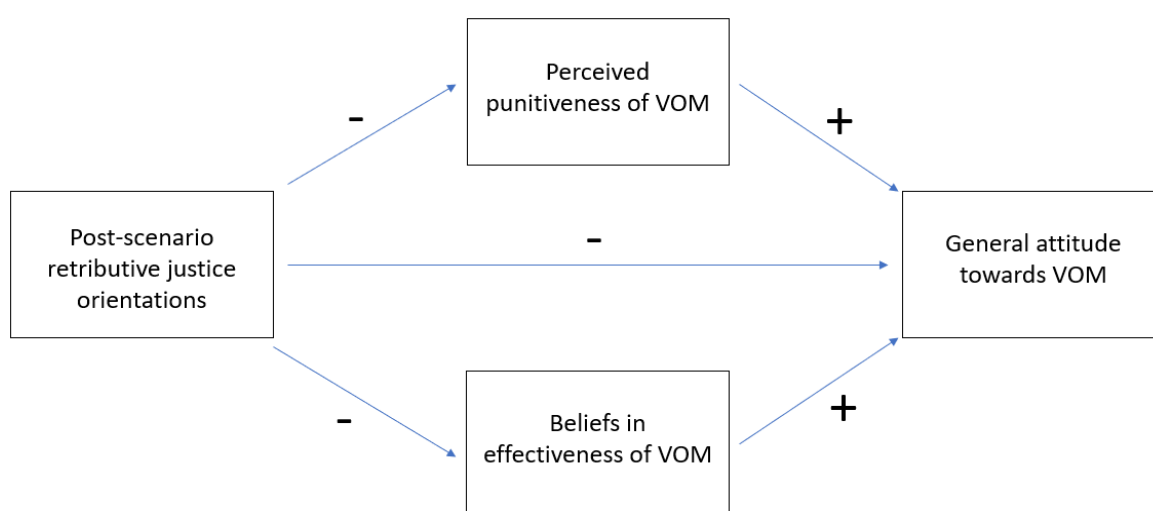 Perceived
punitiveness of VOM
-
+
Post-scenario
retributive justice
orientations
-
General attitude
towards VOM
-
+
Beliefs in
effectiveness of VOM